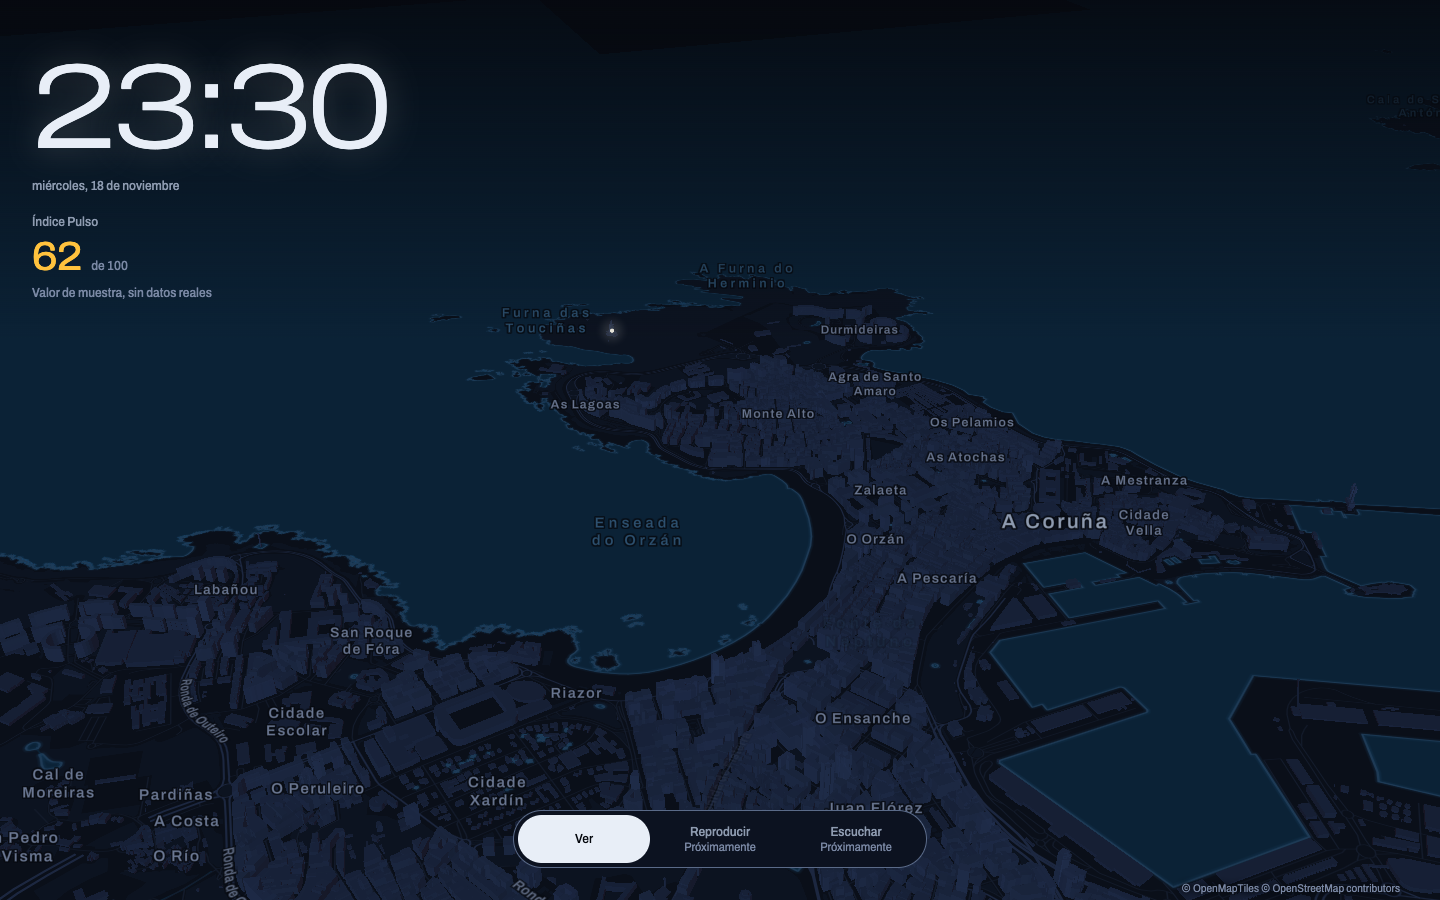 23:30
miércoles, 18 de noviembre
Índice Pulso
62 de 100
Valor de muestra, sin datos reales
A Furna do
Herminio
Furna das
Touciñas
Durmideiras
Agra de Santo
Amaro
As Lagoas
Monte Alto
Os Pelamios
As Atochas
A Mestranza
Zalaeta
A Coruña
Cidade
Vella
Enseada
do Orzán
O Orzán
A Pescaría
Labañou
San Roque
de Fóra
Riazor
Ronda de Outeiro
Cidade
Escolar
O Ensanche
Cal de
Moreiras
Pardiñas
O Peruleiro
Cidade
Xardín
Juan Flórez
A Costa
Pedro
Visma
O Río
Ronda de
Ver
Reproducir
Próximamente
Escuchar
Próximamente
© OpenMapTiles © OpenStreetMap contributors